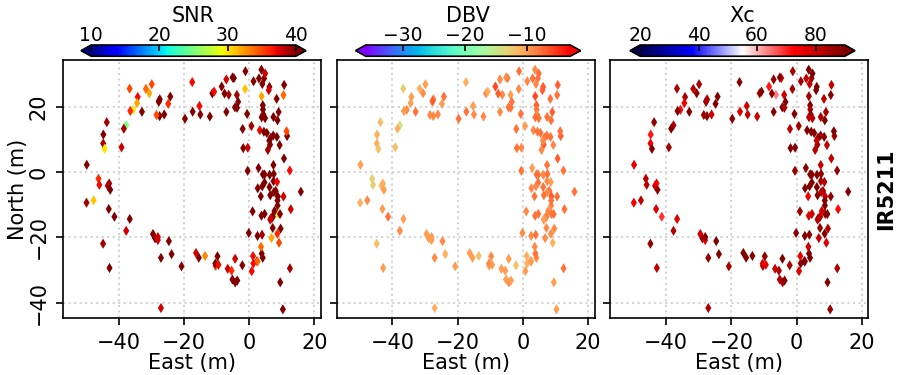 SNR DBV Xc
10 20 30 40 −30 −20 −10 20 40 60 80
20
0
−20
−40
North (m)
IR5211
−40 −20 0 20 −40 −20 0 20 −40 −20 0 20
East (m) East (m) East (m)